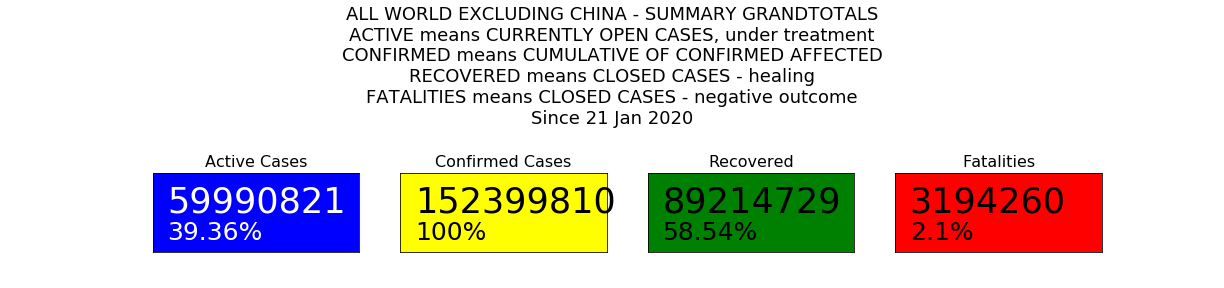 ALL WORLD EXCLUDING CHINA - SUMMARY GRANDTOTALS
ACTIVE means CURRENTLY OPEN CASES, under treatment
CONFIRMED means CUMULATIVE OF CONFIRMED AFFECTED
RECOVERED means CLOSED CASES - healing
FATALITIES means CLOSED CASES - negative outcome
Since 21 Jan 2020
Active Cases
59990821
39.36%
Confirmed Cases
152399810
100%
Recovered
89214729
58.54%
Fatalities
3194260
2.1%